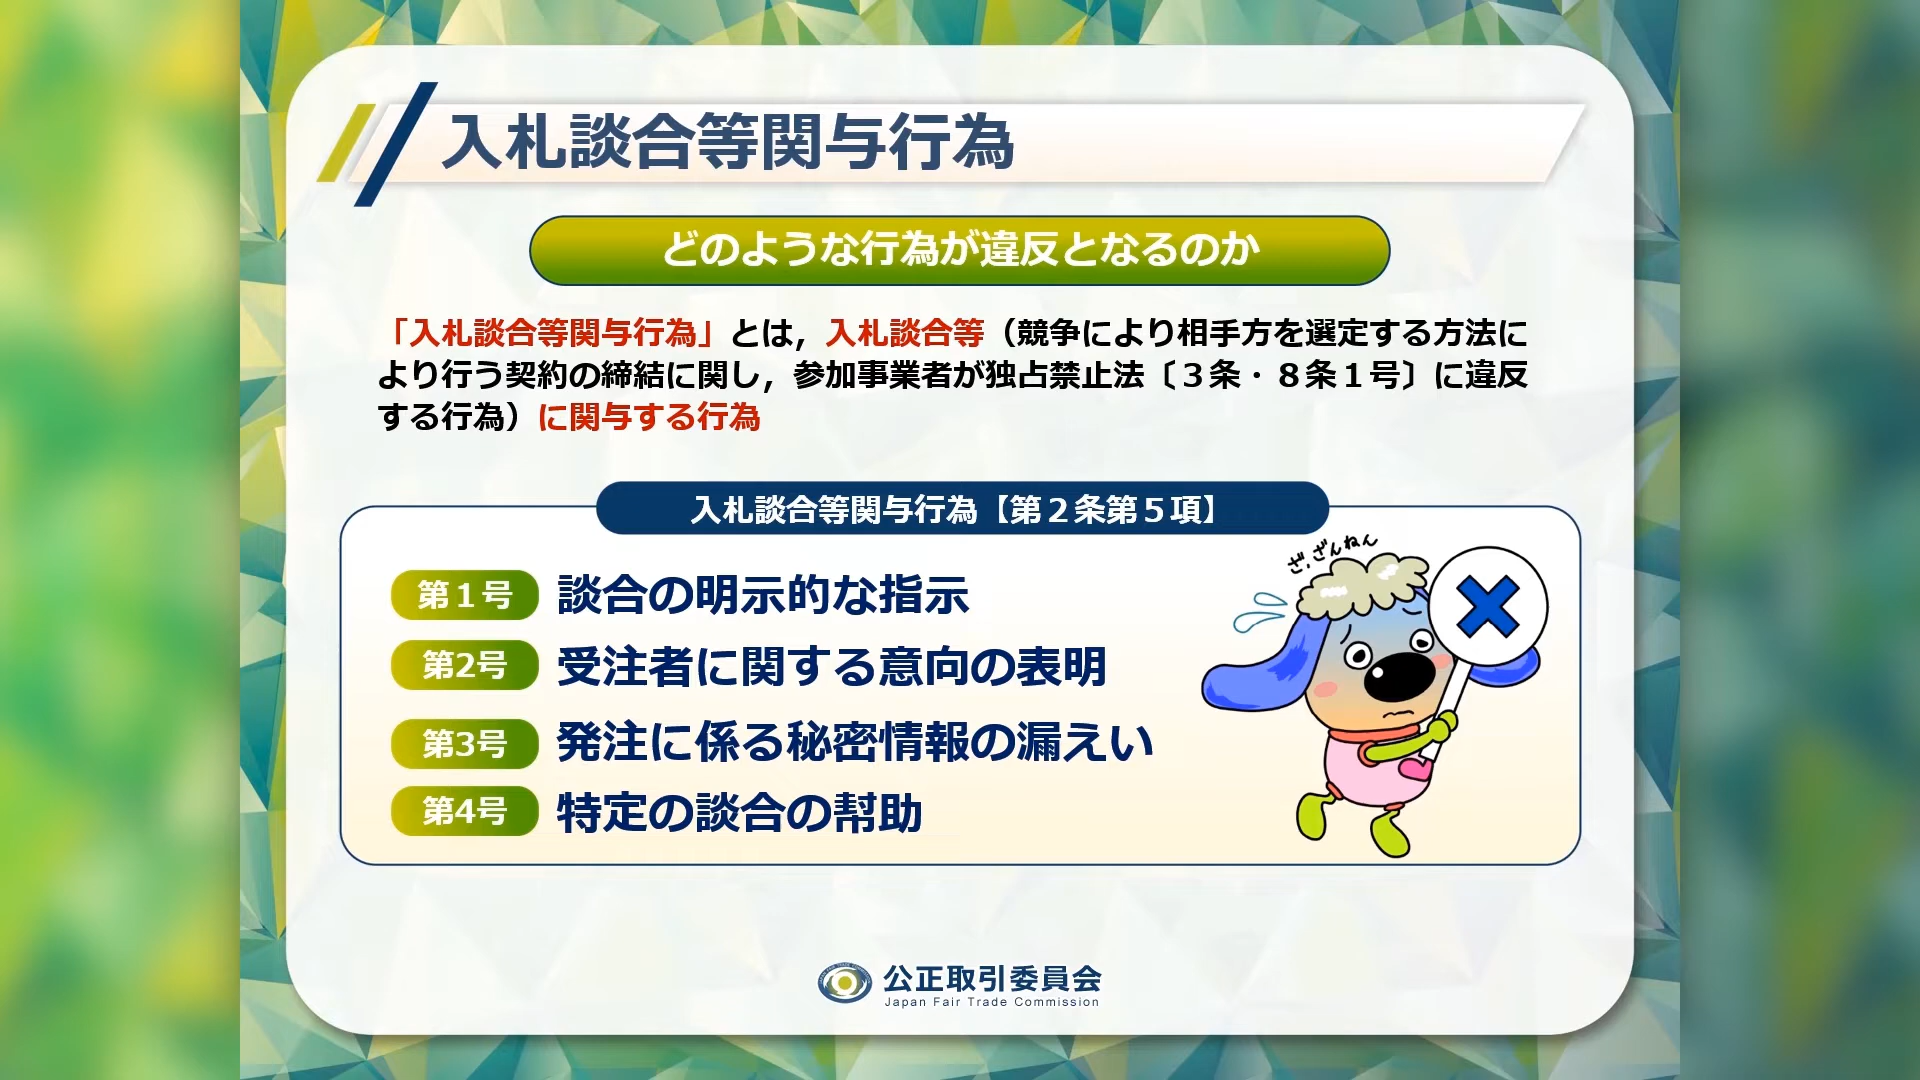 入札談合等関与行為
どのような行為が違反となるのか
「入札談合等関与行為」とは，入札談合等（競争により相手方を選定する方法に
より行う契約の締結に関し，参加事業者が独占禁止法〔３条・８条１号〕に違反
する行為）に関与する行為
入札談合等関与行為【第２条第５項】
第１号 談合の明示的な指示
第2号 受注者に関する意向の表明
第3号 発注に係る秘密情報の漏えい
第4号 特定の談合の幇助
ざ、ざんねん
公正取引委員会
Japan Fair Trade Commission